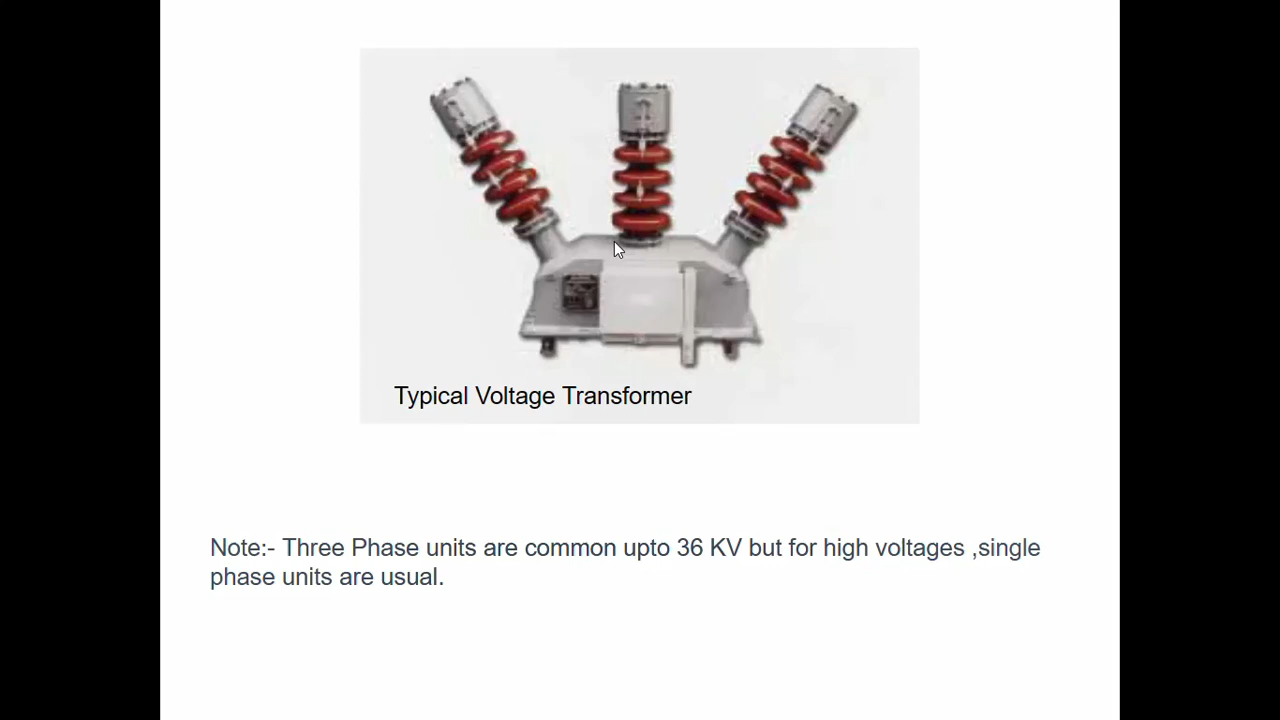 Typical Voltage Transformer
Note:- Three Phase units are common upto 36 KV but for high voltages ,single
phase units are usual.